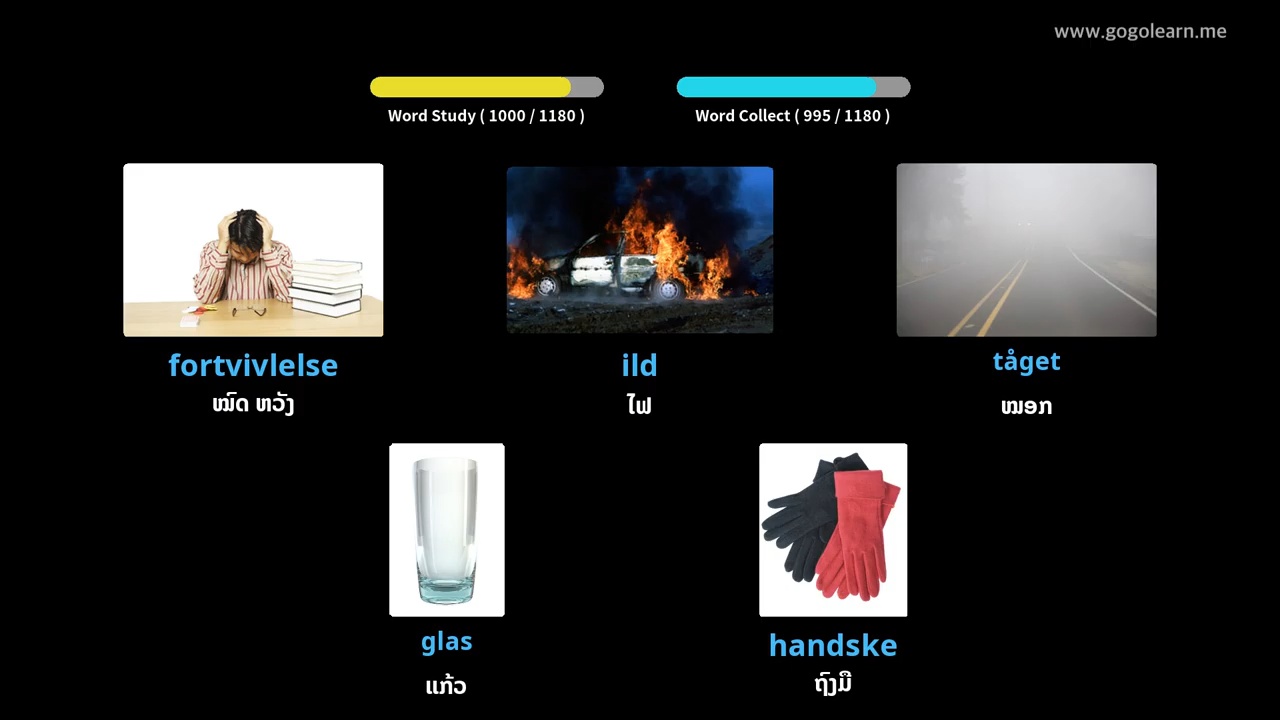 www.gogolearn.me
Word Study ( 1000 / 1180 )
Word Collect ( 995 / 1180 )
fortvivlelse
ໝົດ ຫວັງ
ild
ໄຟ
tåget
ໝອກ
glas
ແກ້ວ
handske
ຖົງມື